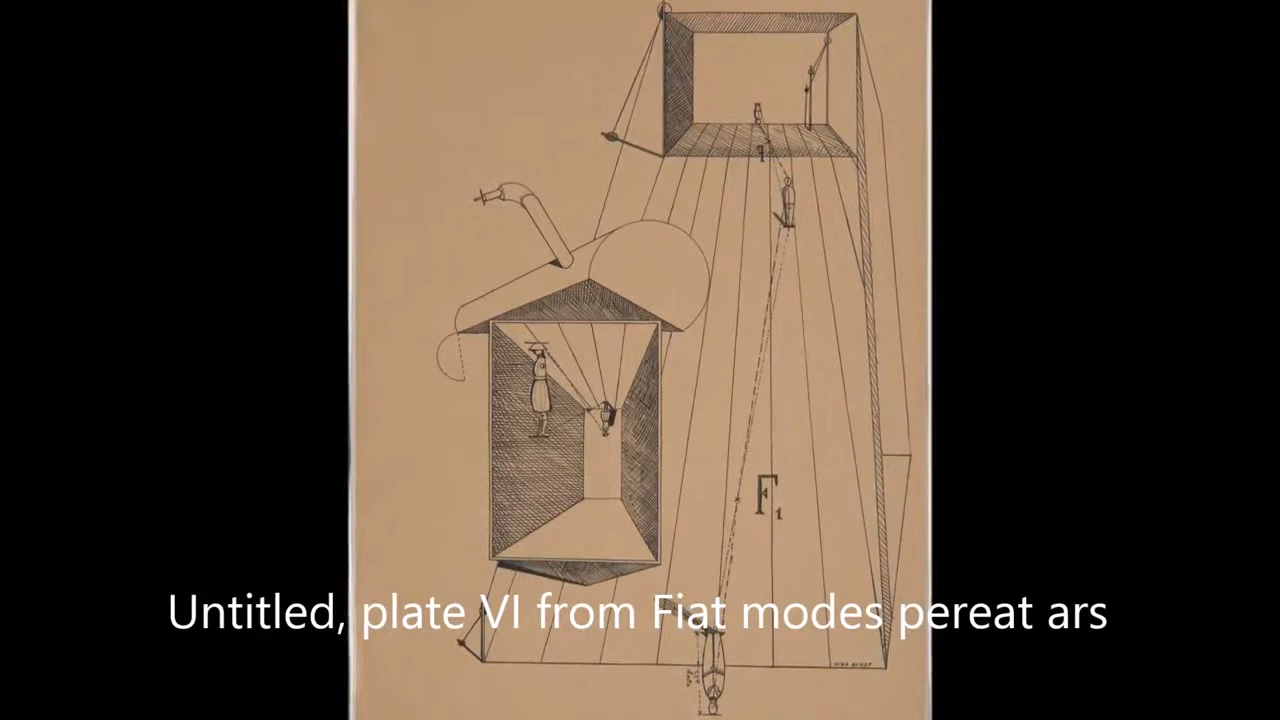 F1
Untitled, plate VI from Fiat modes pereat ars